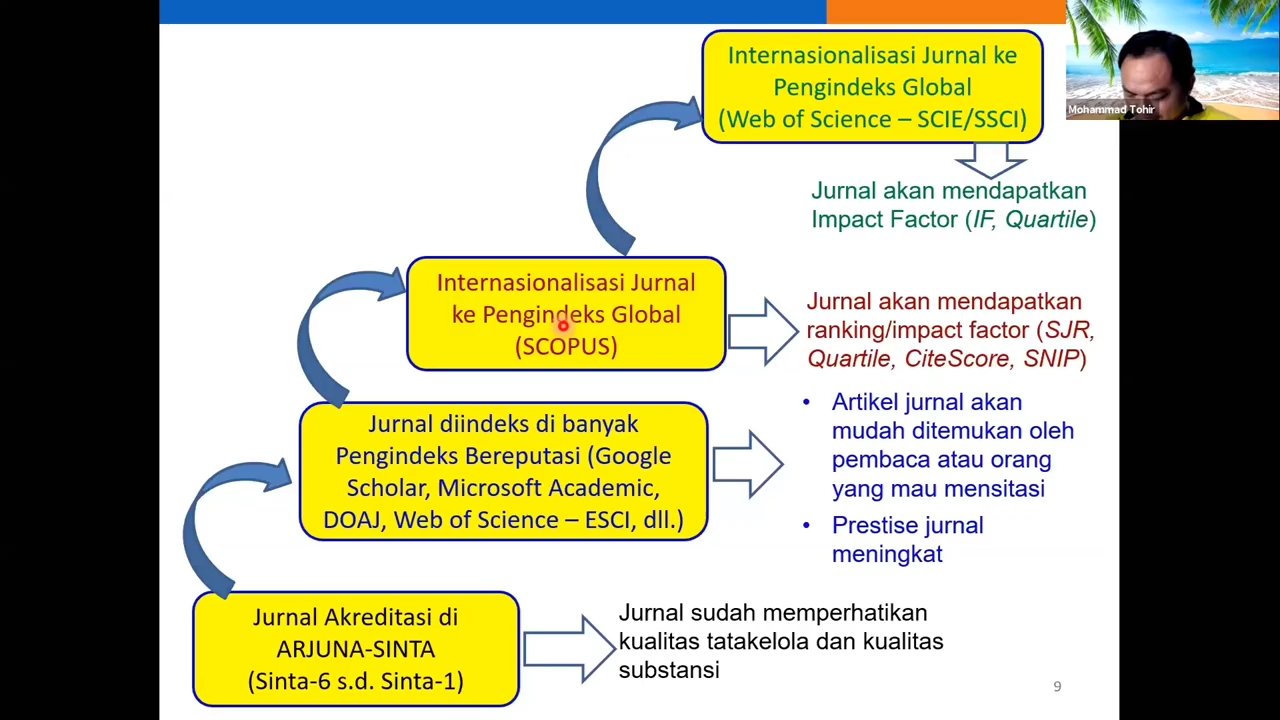 Internasionalisasi Jurnal ke
Pengindeks Global
(Web of Science – SCIE/SSCI)
Mohammad Tohir
Jurnal akan mendapatkan
Impact Factor (IF, Quartile)
Internasionalisasi Jurnal
ke Pengindeks Global
(SCOPUS)
Jurnal akan mendapatkan
ranking/impact factor (SJR,
Quartile, CiteScore, SNIP)
Jurnal diindeks di banyak
Pengindeks Bereputasi (Google
Scholar, Microsoft Academic,
DOAJ, Web of Science – ESCI, dll.)
• Artikel jurnal akan
mudah ditemukan oleh
pembaca atau orang
yang mau mensitasi
• Prestise jurnal
meningkat
Jurnal Akreditasi di
ARJUNA-SINTA
(Sinta-6 s.d. Sinta-1)
Jurnal sudah memperhatikan
kualitas tatakelola dan kualitas
substansi
9